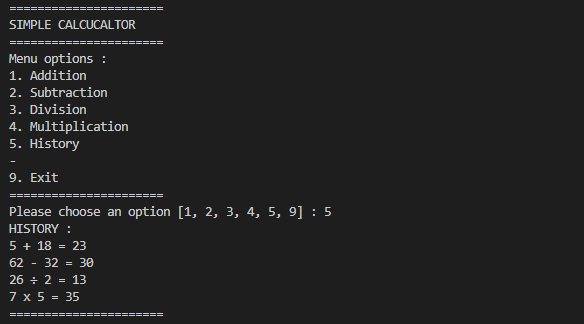 ======================
SIMPLE CALCUCALTOR
======================
Menu options :
1. Addition
2. Subtraction
3. Division
4. Multiplication
5. History
-
9. Exit
======================
Please choose an option [1, 2, 3, 4, 5, 9] : 5
HISTORY :
5 + 18 = 23
62 - 32 = 30
26 ÷ 2 = 13
7 x 5 = 35
======================